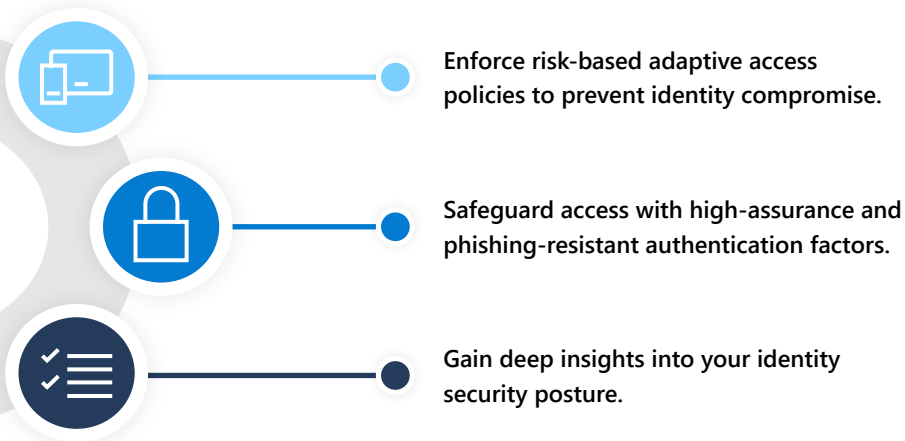 Enforce risk-based adaptive access
policies to prevent identity compromise.
Safeguard access with high-assurance and
phishing-resistant authentication factors.
Gain deep insights into your identity
security posture.